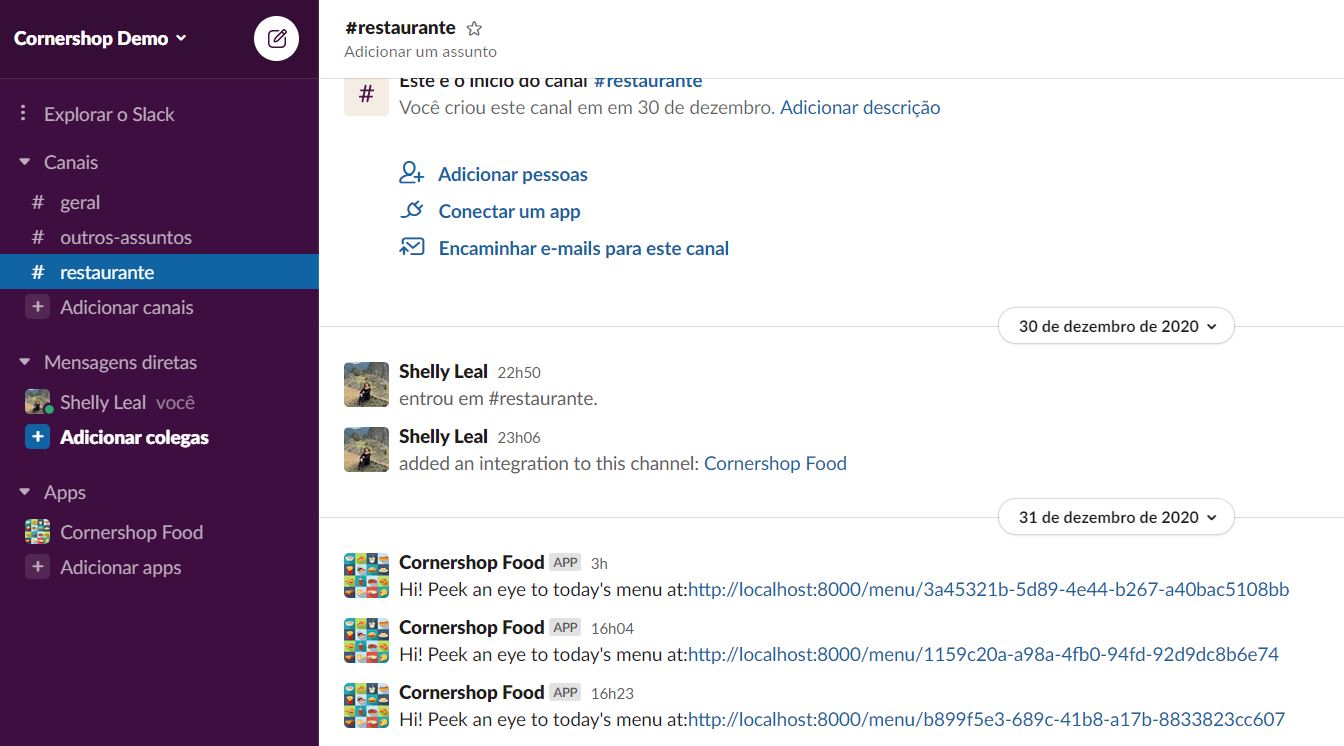 Cornershop Demo
Explorar o Slack
Canais
# geral
# outros-assuntos
# restaurante
+ Adicionar canais
Mensagens diretas
Shelly Leal você
+ Adicionar colegas
Apps
Cornershop Food
+ Adicionar apps
#restaurante
Adicionar um assunto
# Este é o início do canal #restaurante
Você criou este canal em em 30 de dezembro. Adicionar descrição
Adicionar pessoas
Conectar um app
Encaminhar e-mails para este canal
30 de dezembro de 2020
Shelly Leal 22h50
entrou em #restaurante.
Shelly Leal 23h06
added an integration to this channel: Cornershop Food
31 de dezembro de 2020
Cornershop Food APP 3h
Hi! Peek an eye to today's menu at:http://localhost:8000/menu/3a45321b-5d89-4e44-b267-a40bac5108bb
Cornershop Food APP 16h04
Hi! Peek an eye to today's menu at:http://localhost:8000/menu/1159c20a-a98a-4fb0-94fd-92d9dc8b6e74
Cornershop Food APP 16h23
Hi! Peek an eye to today's menu at:http://localhost:8000/menu/b899f5e3-689c-41b8-a17b-8833823cc607